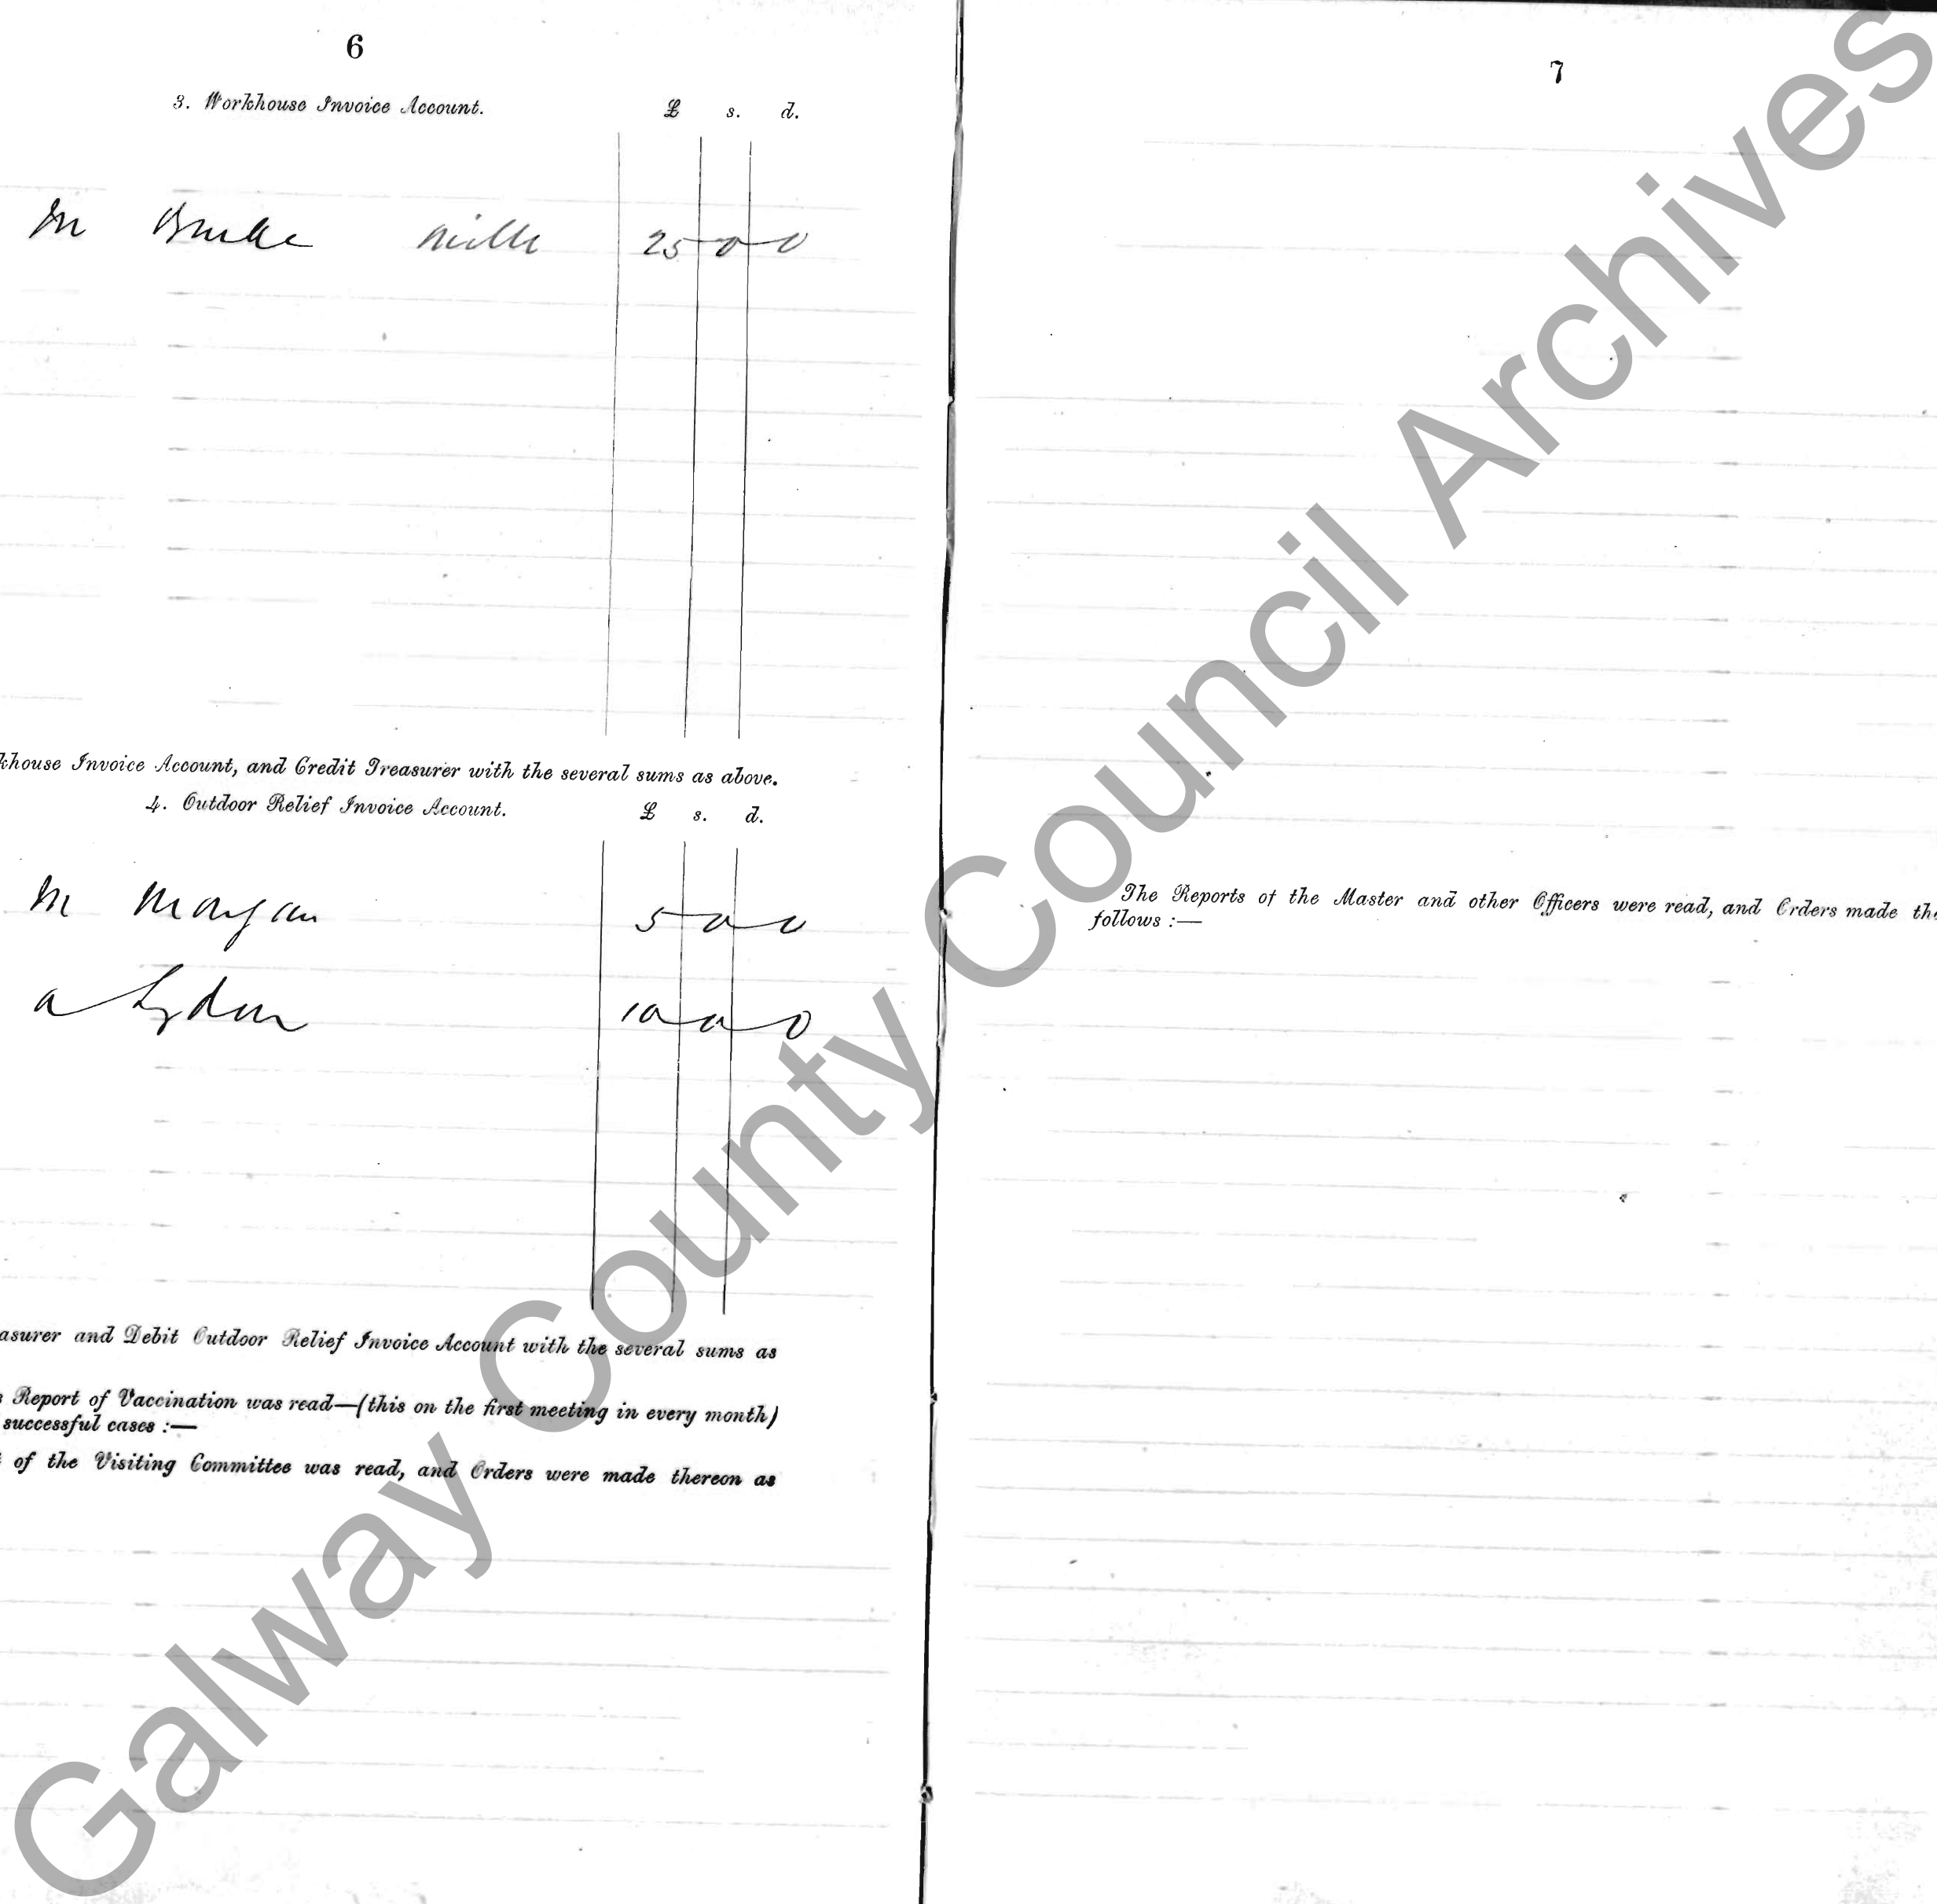 6
3. Workhouse Invoice Account. £ s. d.
M Burke Milk 25 0 0
khouse Invoice Account, and Credit Treasurer with the several sums as above.
4. Outdoor Relief Invoice Account. £ s. d.
M Morgan 5 0 0
A Lydon 10 0 0
asurer and Debit Outdoor Relief Invoice Account with the several sums as
Report of Vaccination was read—(this on the first meeting in every month)
successful cases :—
of the Visiting Committee was read, and Orders were made thereon as
7
The Reports of the Master and other Officers were read, and Orders made the
follows :—
Galway County Council Archives